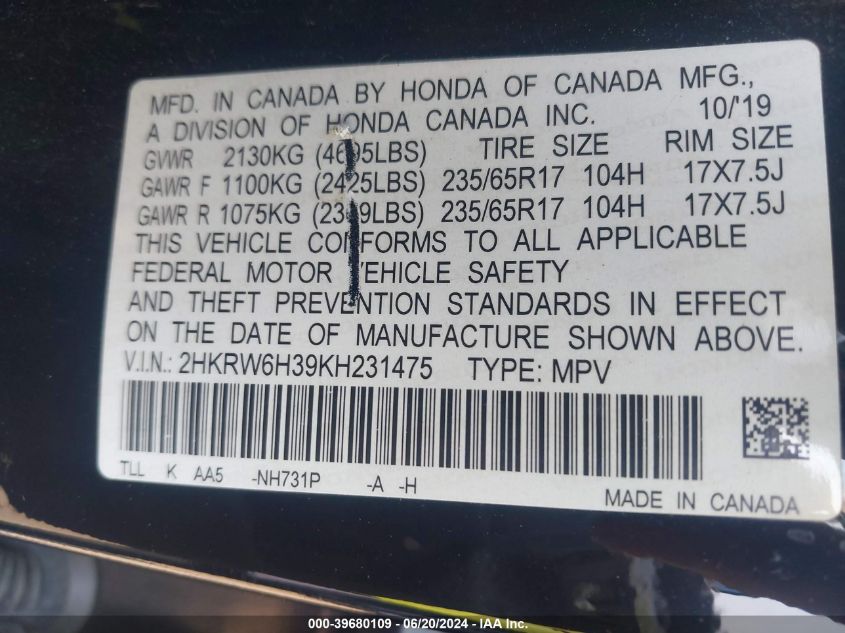 MFD. IN CANADA BY HONDA OF CANADA MFG.,
A DIVISION OF HONDA CANADA INC. 10/'19
GVWR 2130KG TIRE SIZE RIM SIZE
GAWR F 1100KG (2425LBS) 235/65R17 104H 17X7.5J
GAWR R 1075KG 235/65R17 104H 17X7.5J
THIS VEHICLE CONFORMS TO ALL APPLICABLE
FEDERAL MOTOR VEHICLE SAFETY
AND THEFT PREVENTION STANDARDS IN EFFECT
ON THE DATE OF MANUFACTURE SHOWN ABOVE.
V.I.N.: 2HKRW6H39KH231475 TYPE: MPV
TLL K AA5 -NH731P -A -H
MADE IN CANADA
000-39680109 - 06/20/2024 - IAA Inc.